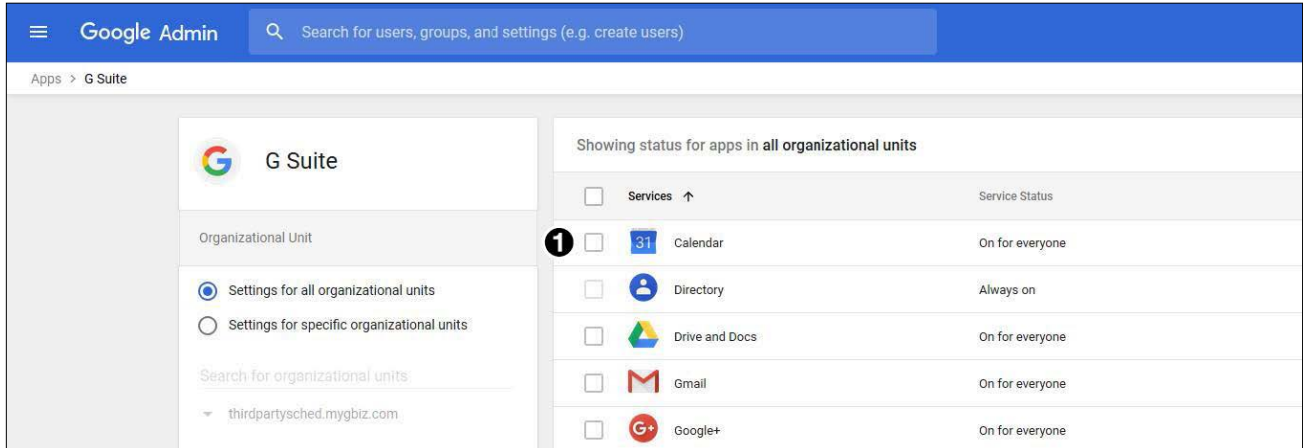 Google Admin
Search for users, groups, and settings (e.g. create users)
Apps > G Suite
G Suite
Organizational Unit
Settings for all organizational units
Settings for specific organizational units
Search for organizational units
thirdpartysched.mygbiz.com
Showing status for apps in all organizational units
Services ↑ Service Status
1 31 Calendar On for everyone
Directory Always on
Drive and Docs On for everyone
Gmail On for everyone
G+ Google+ On for everyone